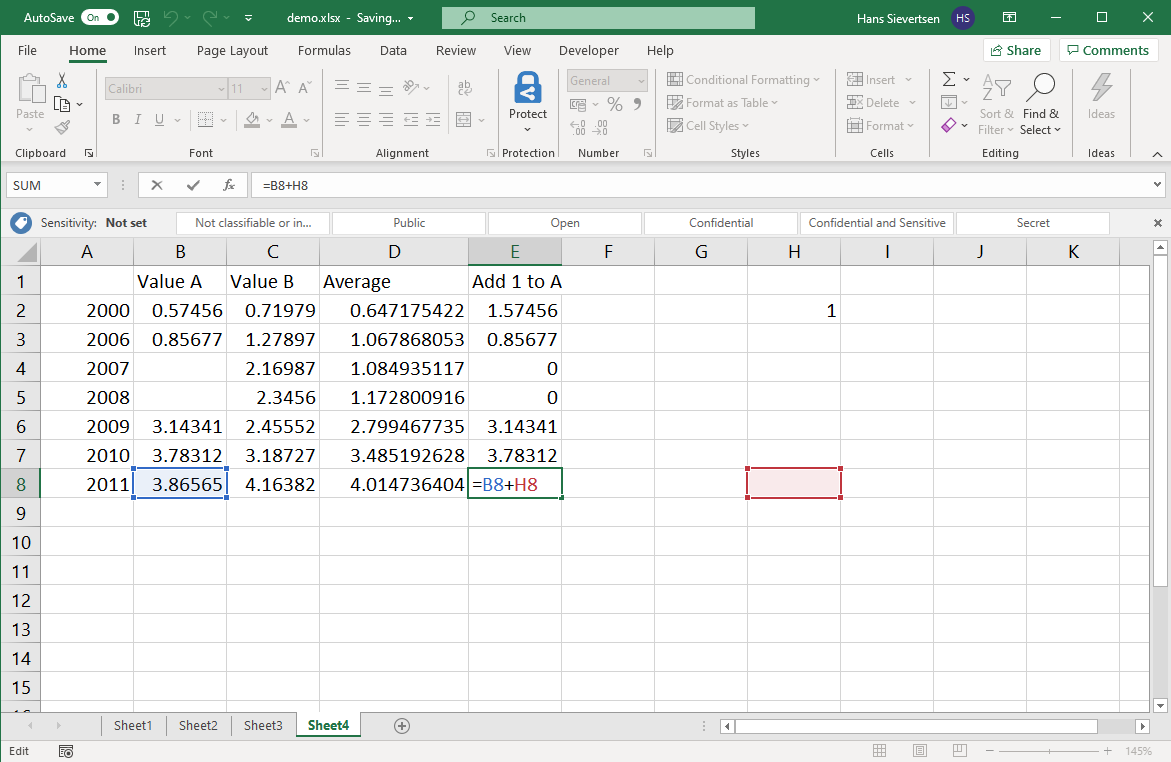 AutoSave On demo.xlsx - Saving... Search Hans Sievertsen HS
File Home Insert Page Layout Formulas Data Review View Developer Help Share Comments
Paste Calibri 11 A A General Conditional Formatting Insert Sort & Find &
B I U A ab c Protect % Format as Table Delete Filter Select Ideas
Cell Styles Format
Clipboard Font Alignment Protection Number Styles Cells Editing Ideas
SUM fx =B8+H8
Sensitivity: Not set Not classifiable or in... Public Open Confidential Confidential and Sensitive Secret
A B C D E F G H I J K
1 Value A Value B Average Add 1 to A
2 2000 0.57456 0.71979 0.647175422 1.57456 1
3 2006 0.85677 1.27897 1.067868053 0.85677
4 2007 2.16987 1.084935117 0
5 2008 2.3456 1.172800916 0
6 2009 3.14341 2.45552 2.799467735 3.14341
7 2010 3.78312 3.18727 3.485192628 3.78312
8 2011 3.86565 4.16382 4.014736404 =B8+H8
9
10
11
12
13
14
15
Sheet1 Sheet2 Sheet3 Sheet4
Edit 145%